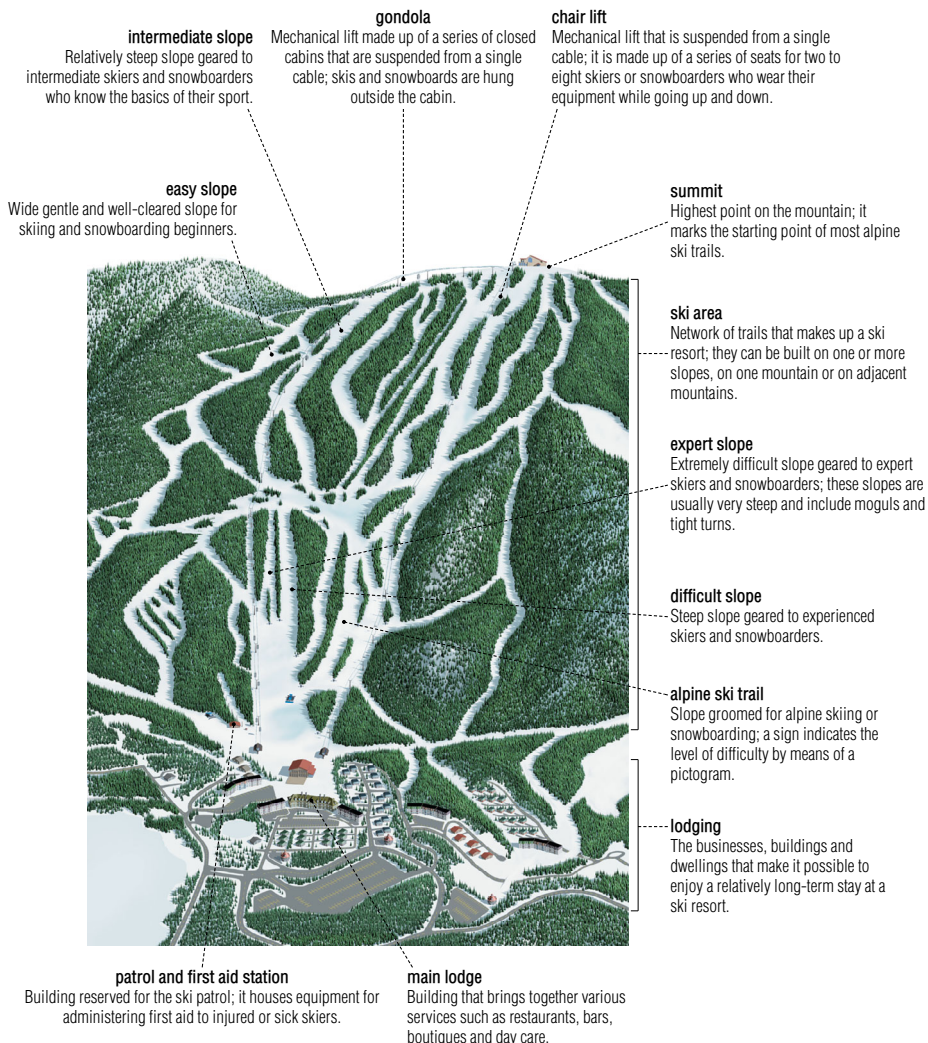 gondola
Mechanical lift made up of a series of closed
cabins that are suspended from a single
cable; skis and snowboards are hung
outside the cabin.
chair lift
Mechanical lift that is suspended from a single
cable; it is made up of a series of seats for two to
eight skiers or snowboarders who wear their
equipment while going up and down.
intermediate slope
Relatively steep slope geared to
intermediate skiers and snowboarders
who know the basics of their sport.
easy slope
Wide gentle and well-cleared slope for
skiing and snowboarding beginners.
summit
Highest point on the mountain; it
marks the starting point of most alpine
ski trails.
ski area
Network of trails that makes up a ski
resort; they can be built on one or more
slopes, on one mountain or on adjacent
mountains.
expert slope
Extremely difficult slope geared to expert
skiers and snowboarders; these slopes are
usually very steep and include moguls and
tight turns.
difficult slope
Steep slope geared to experienced
skiers and snowboarders.
alpine ski trail
Slope groomed for alpine skiing or
snowboarding; a sign indicates the
level of difficulty by means of a
pictogram.
lodging
The businesses, buildings and
dwellings that make it possible to
enjoy a relatively long-term stay at a
ski resort.
patrol and first aid station
Building reserved for the ski patrol; it houses equipment for
administering first aid to injured or sick skiers.
main lodge
Building that brings together various
services such as restaurants, bars,
boutiques and day care.